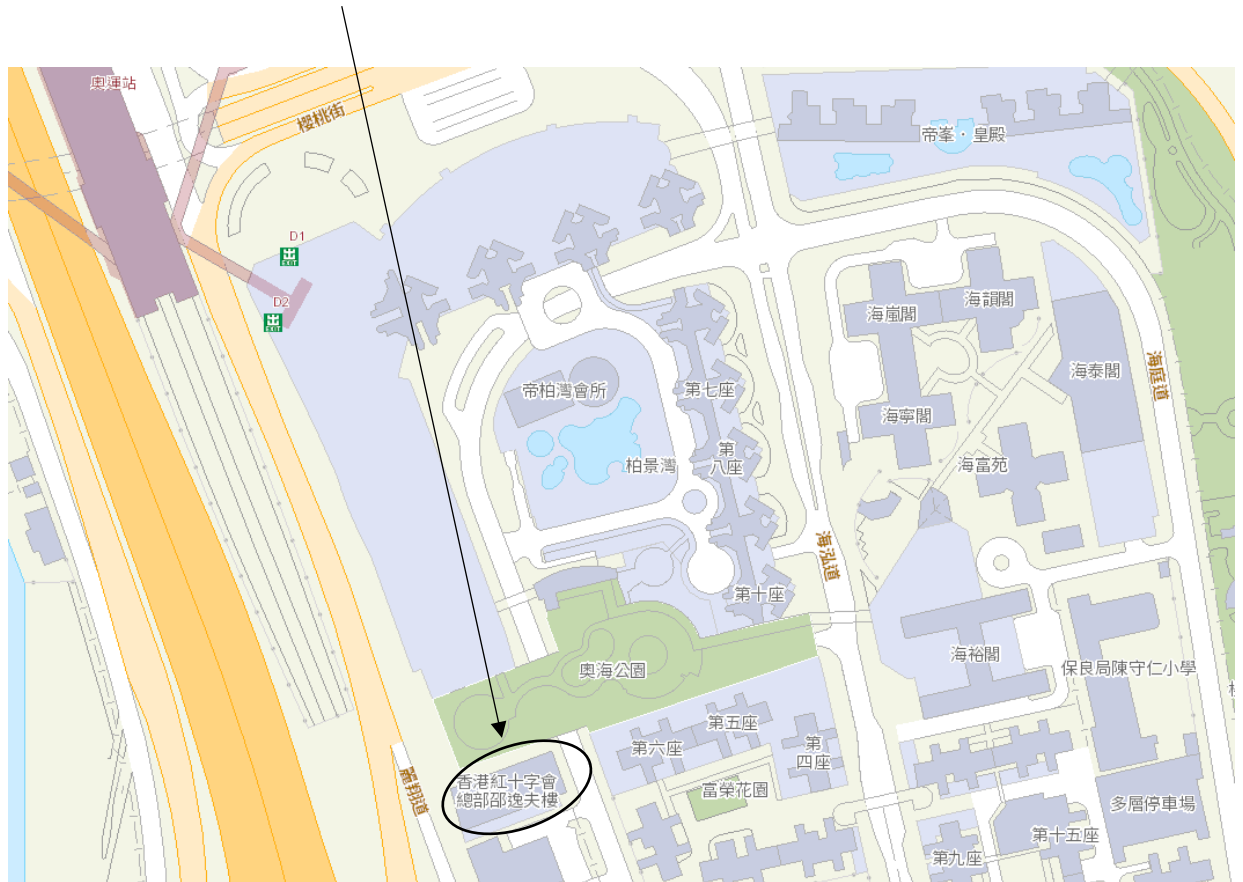 奧運站
櫻桃街
帝峯．皇殿
D1
出
EXIT
D2
出
EXIT
海韻閣
海嵐閣
海泰閣
海庭道
帝柏灣會所
第七座
海寧閣
第
八座
柏景灣
海富苑
海泓道
第十座
海裕閣
保良局陳守仁小學
奧海公園
第五座
第六座
第
四座
麗翔道
香港紅十字會
總部邵逸夫樓
富榮花園
多層停車場
第十五座
第九座